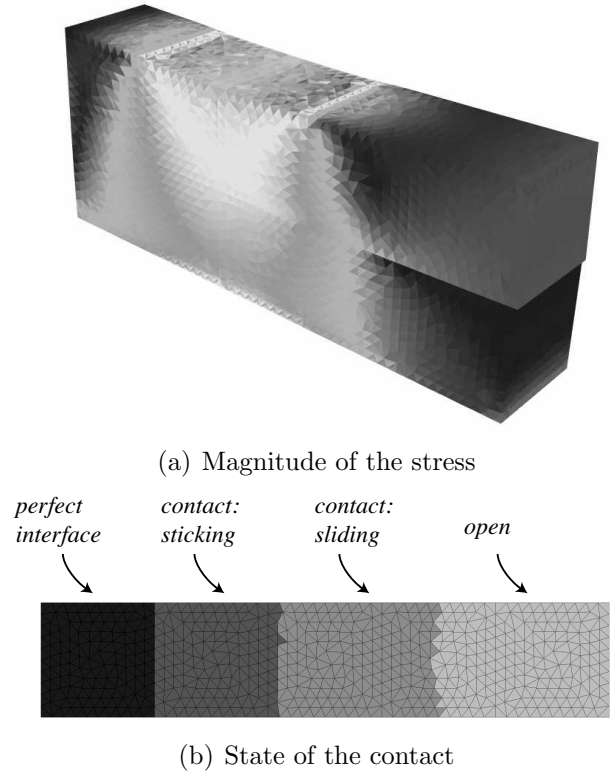 (a) Magnitude of the stress
perfect
interface
contact:
sticking
contact:
sliding
open
(b) State of the contact